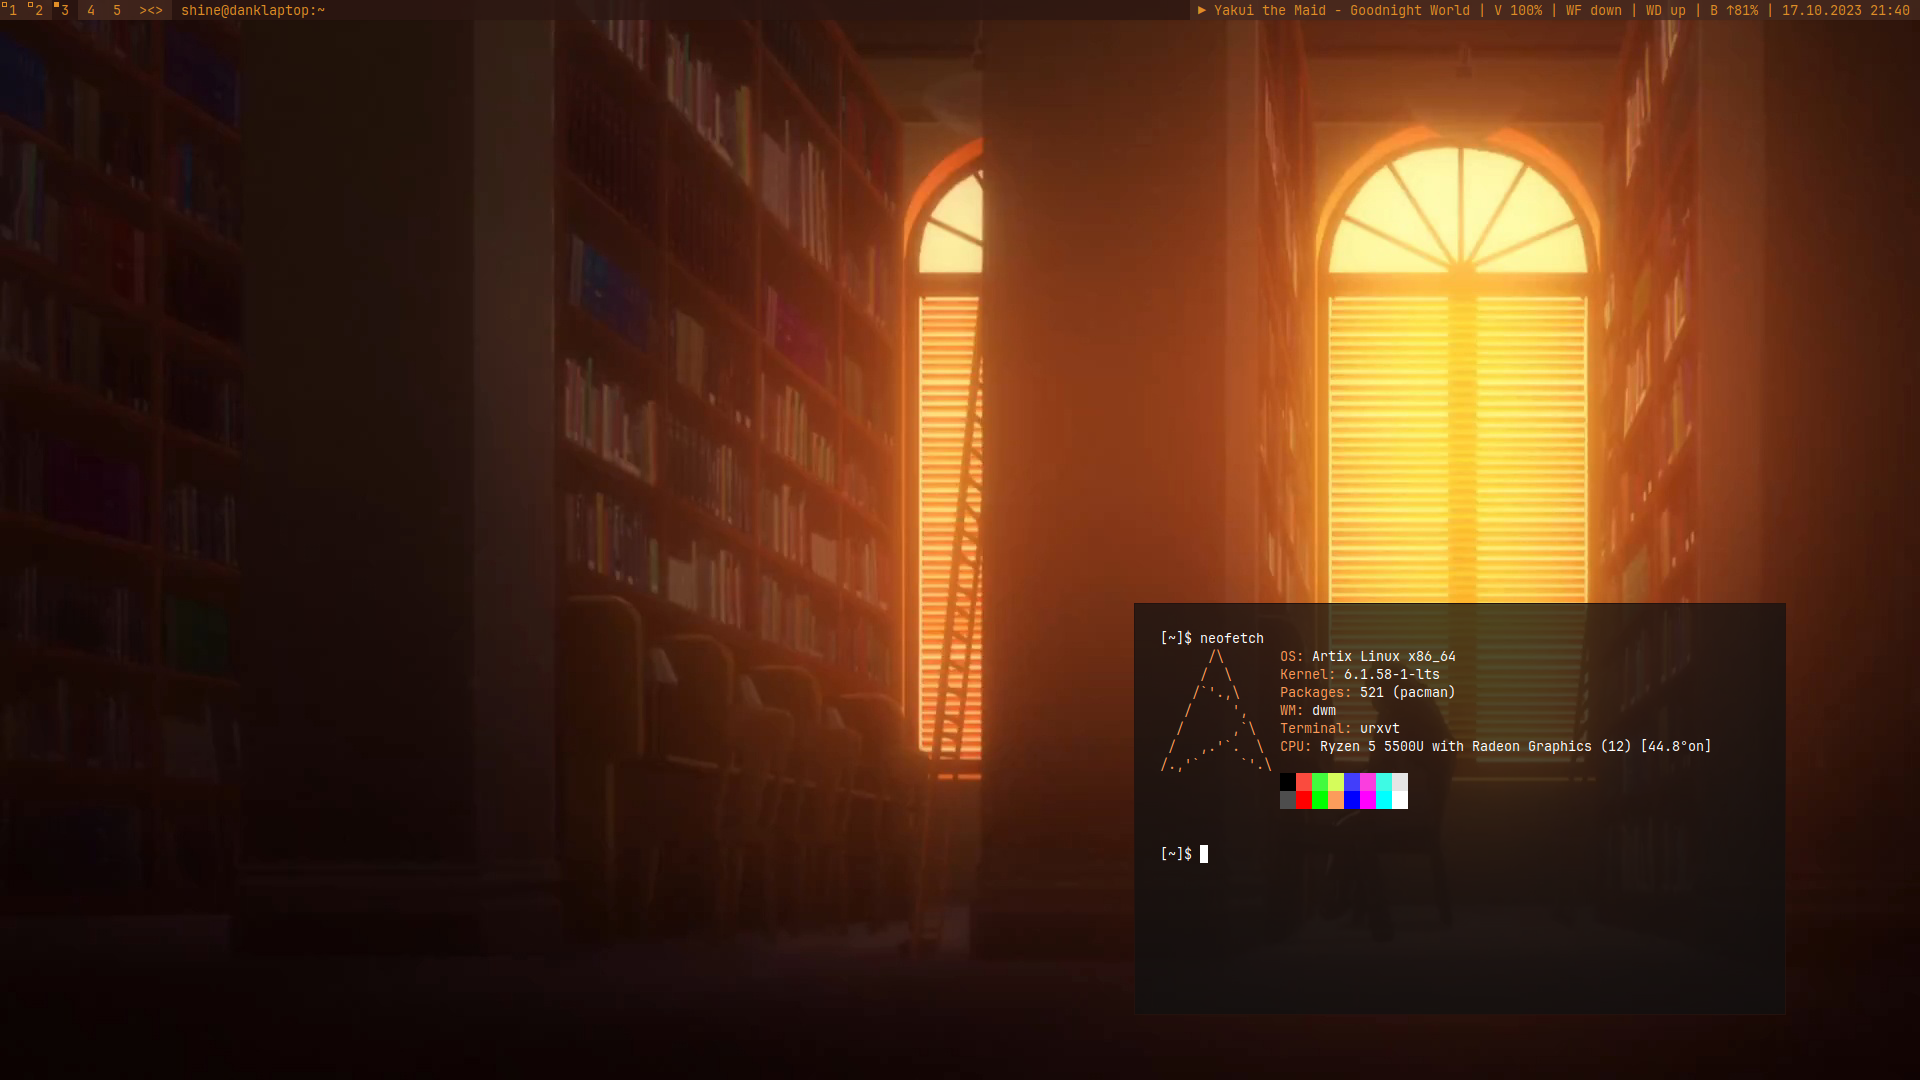 1 2 3 4 5 ><> shine@danklaptop:~ ► Yakui the Maid - Goodnight World | V 100% | WF down | WD up | B ↑81% | 17.10.2023 21:40
[~]$ neofetch
OS: Artix Linux x86_64
Kernel: 6.1.58-1-lts
Packages: 521 (pacman)
WM: dwm
Terminal: urxvt
CPU: Ryzen 5 5500U with Radeon Graphics (12) [44.8°on]
[~]$